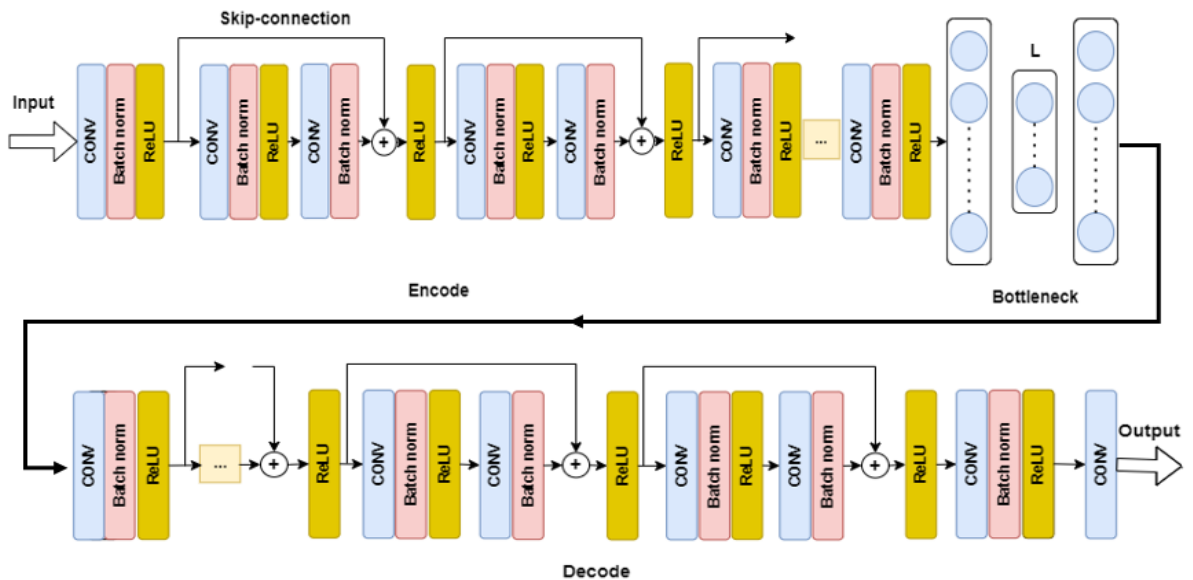 Skip-connection
L
Input
CONV
Batch norm
ReLU
CONV
Batch norm
ReLU
CONV
Batch norm
+
ReLU
CONV
Batch norm
ReLU
CONV
Batch norm
+
ReLU
CONV
Batch norm
ReLU
...
CONV
Batch norm
ReLU
Encode
Bottleneck
CONV
Batch norm
ReLU
...
+
ReLU
CONV
Batch norm
ReLU
CONV
Batch norm
+
ReLU
CONV
Batch norm
ReLU
CONV
Batch norm
+
ReLU
CONV
Batch norm
ReLU
CONV
Output
Decode